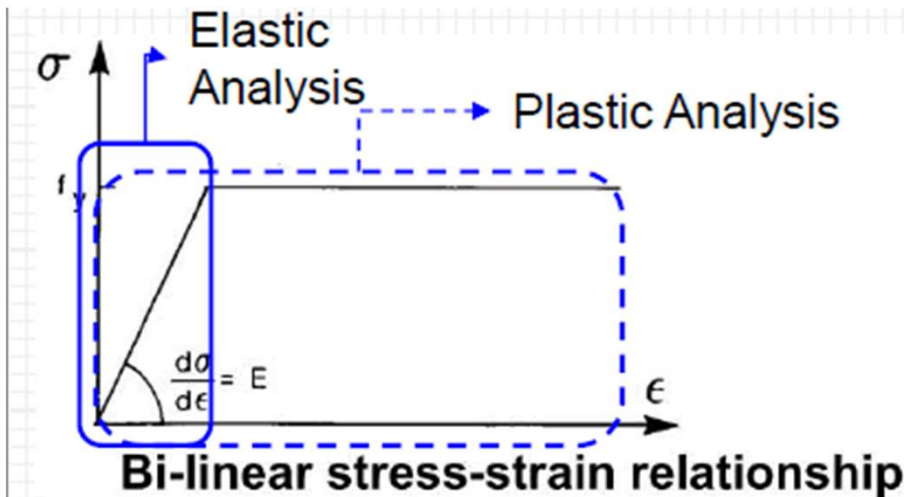 Elastic
σ
Analysis
Plastic Analysis
f y
dσ
dϵ
= E
ϵ
Bi-linear stress-strain relationship